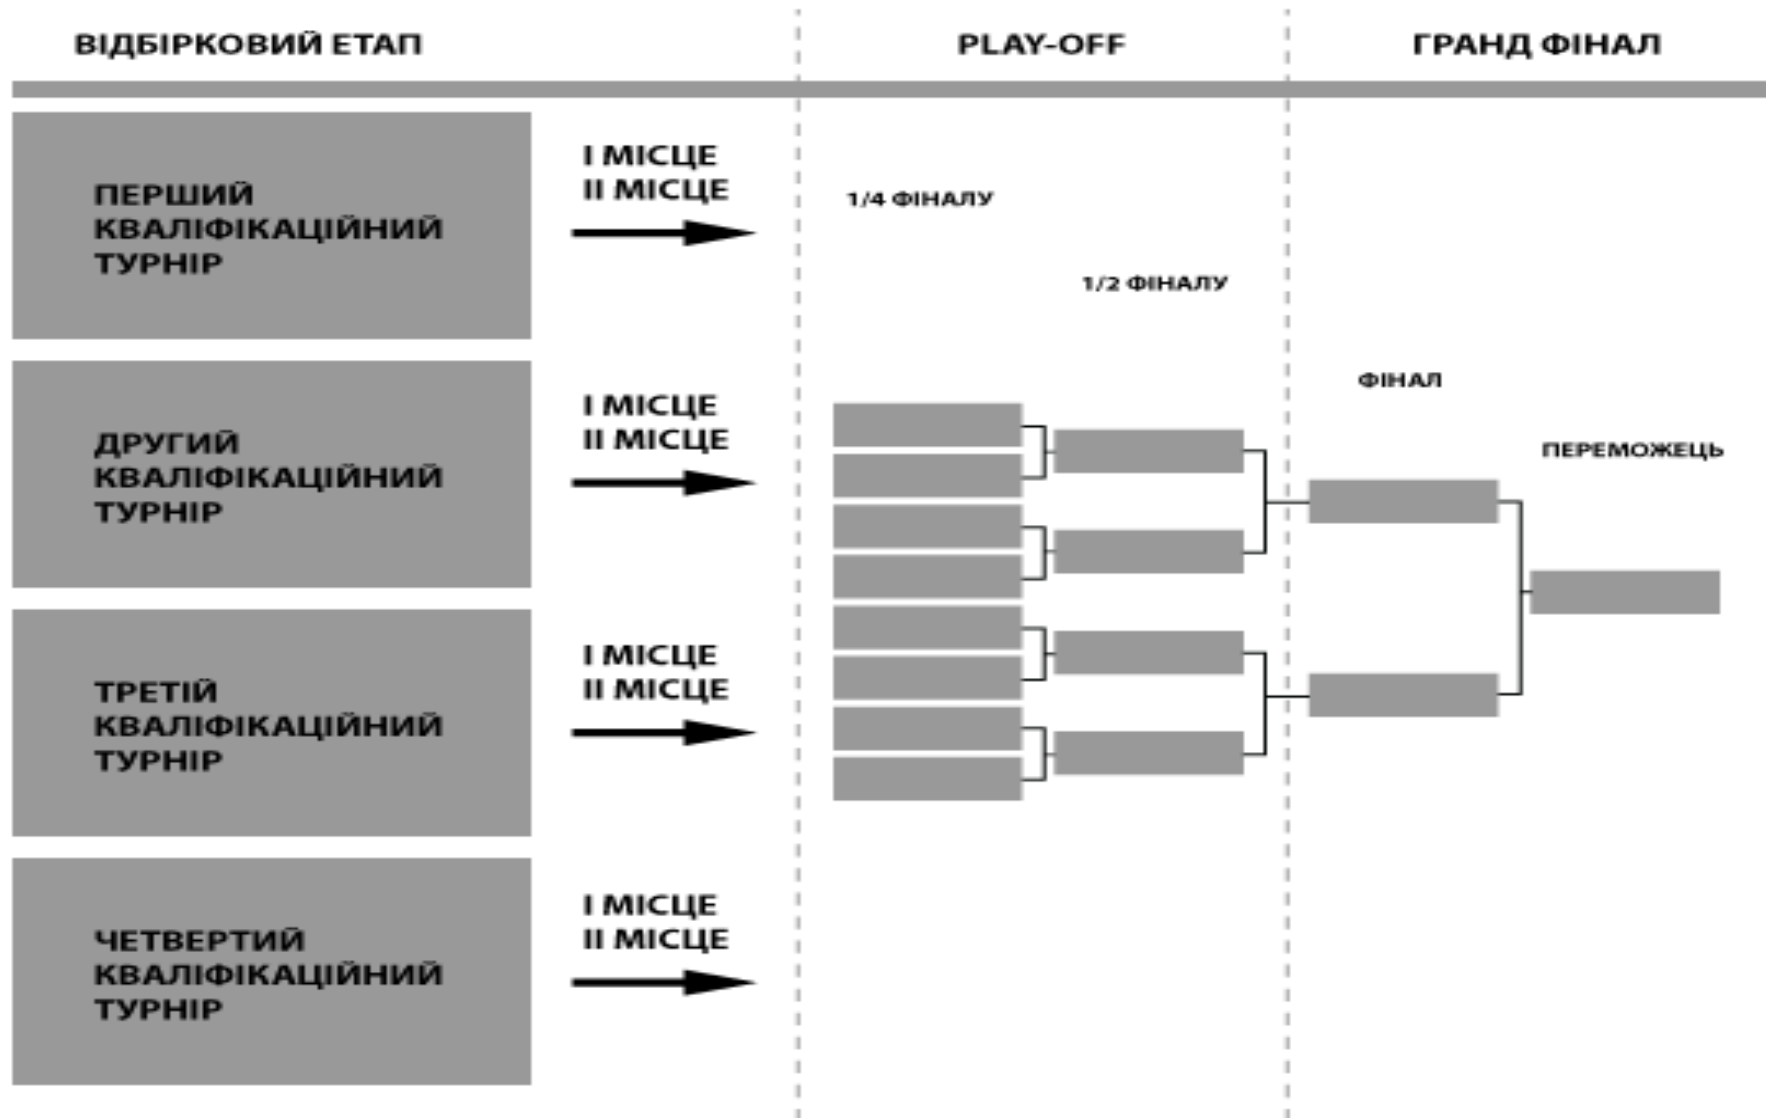 ВІДБІРКОВИЙ ЕТАП
PLAY-OFF
ГРАНД ФІНАЛ
ПЕРШИЙ
КВАЛІФІКАЦІЙНИЙ
ТУРНІР
І МІСЦЕ
ІІ МІСЦЕ
ДРУГИЙ
КВАЛІФІКАЦІЙНИЙ
ТУРНІР
І МІСЦЕ
ІІ МІСЦЕ
ТРЕТІЙ
КВАЛІФІКАЦІЙНИЙ
ТУРНІР
І МІСЦЕ
ІІ МІСЦЕ
ЧЕТВЕРТИЙ
КВАЛІФІКАЦІЙНИЙ
ТУРНІР
І МІСЦЕ
ІІ МІСЦЕ
1/4 ФІНАЛУ
1/2 ФІНАЛУ
ФІНАЛ
ПЕРЕМОЖЕЦЬ